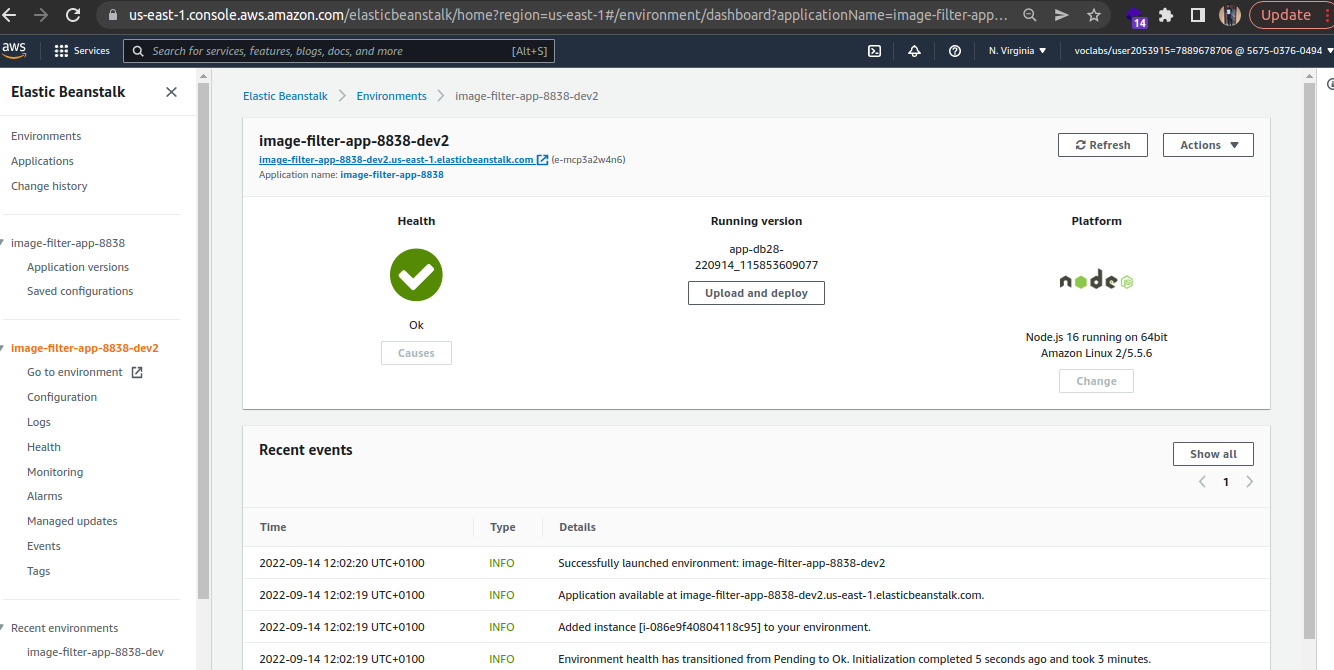 us-east-1.console.aws.amazon.com/elasticbeanstalk/home?region=us-east-1#/environment/dashboard?applicationName=image-filter-app...
14
Update
aws
Services
Search for services, features, blogs, docs, and more
[Alt+S]
N. Virginia
voclabs/user2053915=7889678706 @ 5675-0376-0494
Elastic Beanstalk
Environments
Applications
Change history
image-filter-app-8838
Application versions
Saved configurations
image-filter-app-8838-dev2
Go to environment
Configuration
Logs
Health
Monitoring
Alarms
Managed updates
Events
Tags
Recent environments
image-filter-app-8838-dev
Elastic Beanstalk
Environments
image-filter-app-8838-dev2
image-filter-app-8838-dev2
image-filter-app-8838-dev2.us-east-1.elasticbeanstalk.com (e-mcp3a2w4n6)
Application name: image-filter-app-8838
Refresh
Actions
Health
Ok
Causes
Running version
app-db28-
220914_115853609077
Upload and deploy
Platform
node
JS
Node.js 16 running on 64bit
Amazon Linux 2/5.5.6
Change
Recent events
Show all
1
Time Type Details
2022-09-14 12:02:20 UTC+0100 INFO Successfully launched environment: image-filter-app-8838-dev2
2022-09-14 12:02:19 UTC+0100 INFO Application available at image-filter-app-8838-dev2.us-east-1.elasticbeanstalk.com.
2022-09-14 12:02:19 UTC+0100 INFO Added instance [i-086e9f40804118c95] to your environment.
2022-09-14 12:02:19 UTC+0100 INFO Environment health has transitioned from Pending to Ok. Initialization completed 5 seconds ago and took 3 minutes.